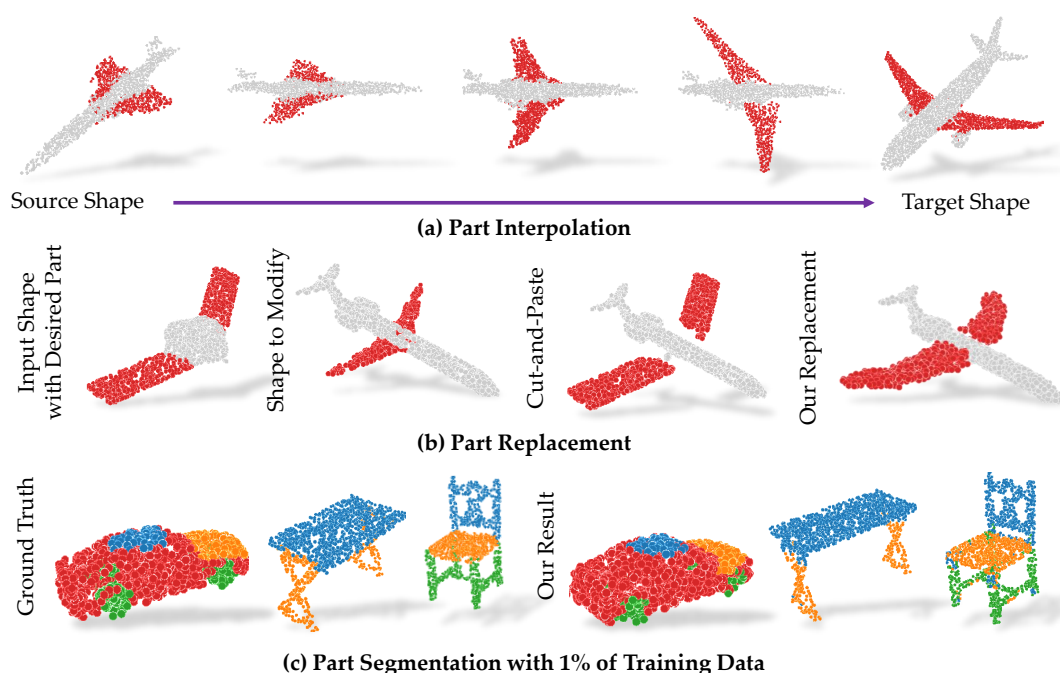 Source Shape
Target Shape
(a) Part Interpolation
Input Shape
with Desired Part
Shape to Modify
Cut-and-Paste
Our Replacement
(b) Part Replacement
Ground Truth
Our Result
(c) Part Segmentation with 1% of Training Data